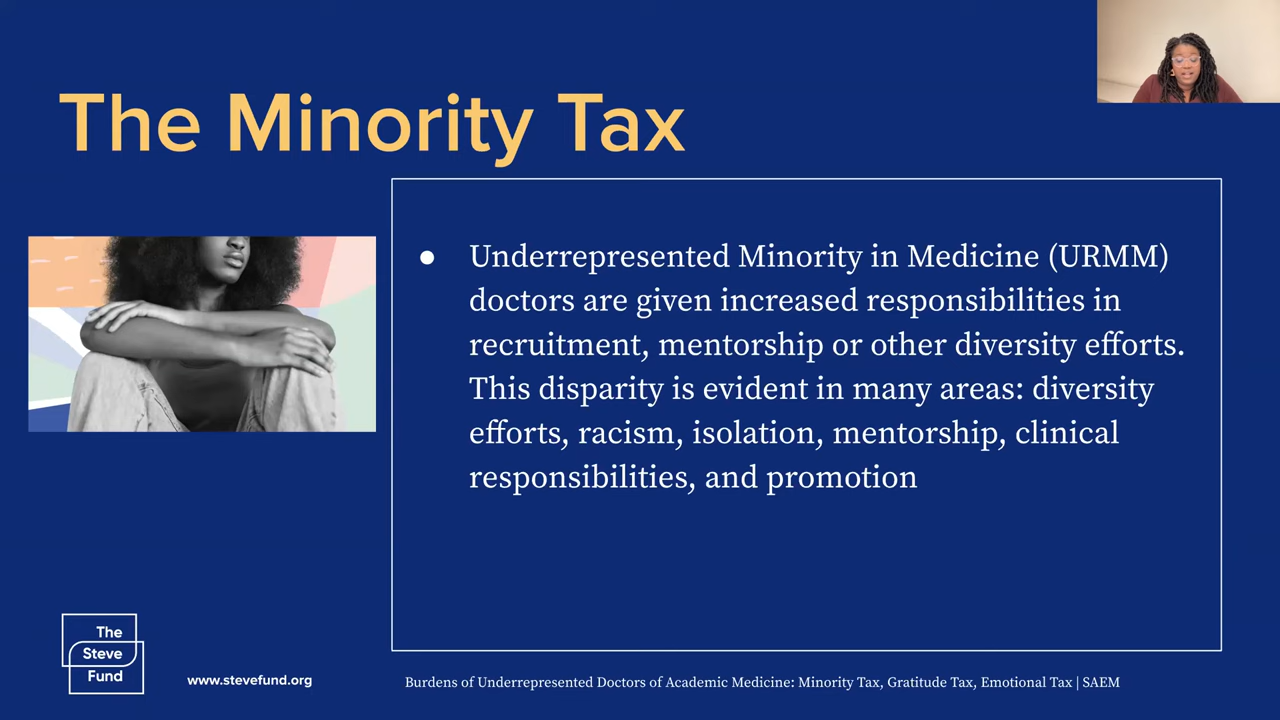 The Minority Tax
● Underrepresented Minority in Medicine (URMM)
doctors are given increased responsibilities in
recruitment, mentorship or other diversity efforts.
This disparity is evident in many areas: diversity
efforts, racism, isolation, mentorship, clinical
responsibilities, and promotion
The
Steve
Fund
www.stevefund.org
Burdens of Underrepresented Doctors of Academic Medicine: Minority Tax, Gratitude Tax, Emotional Tax | SAEM